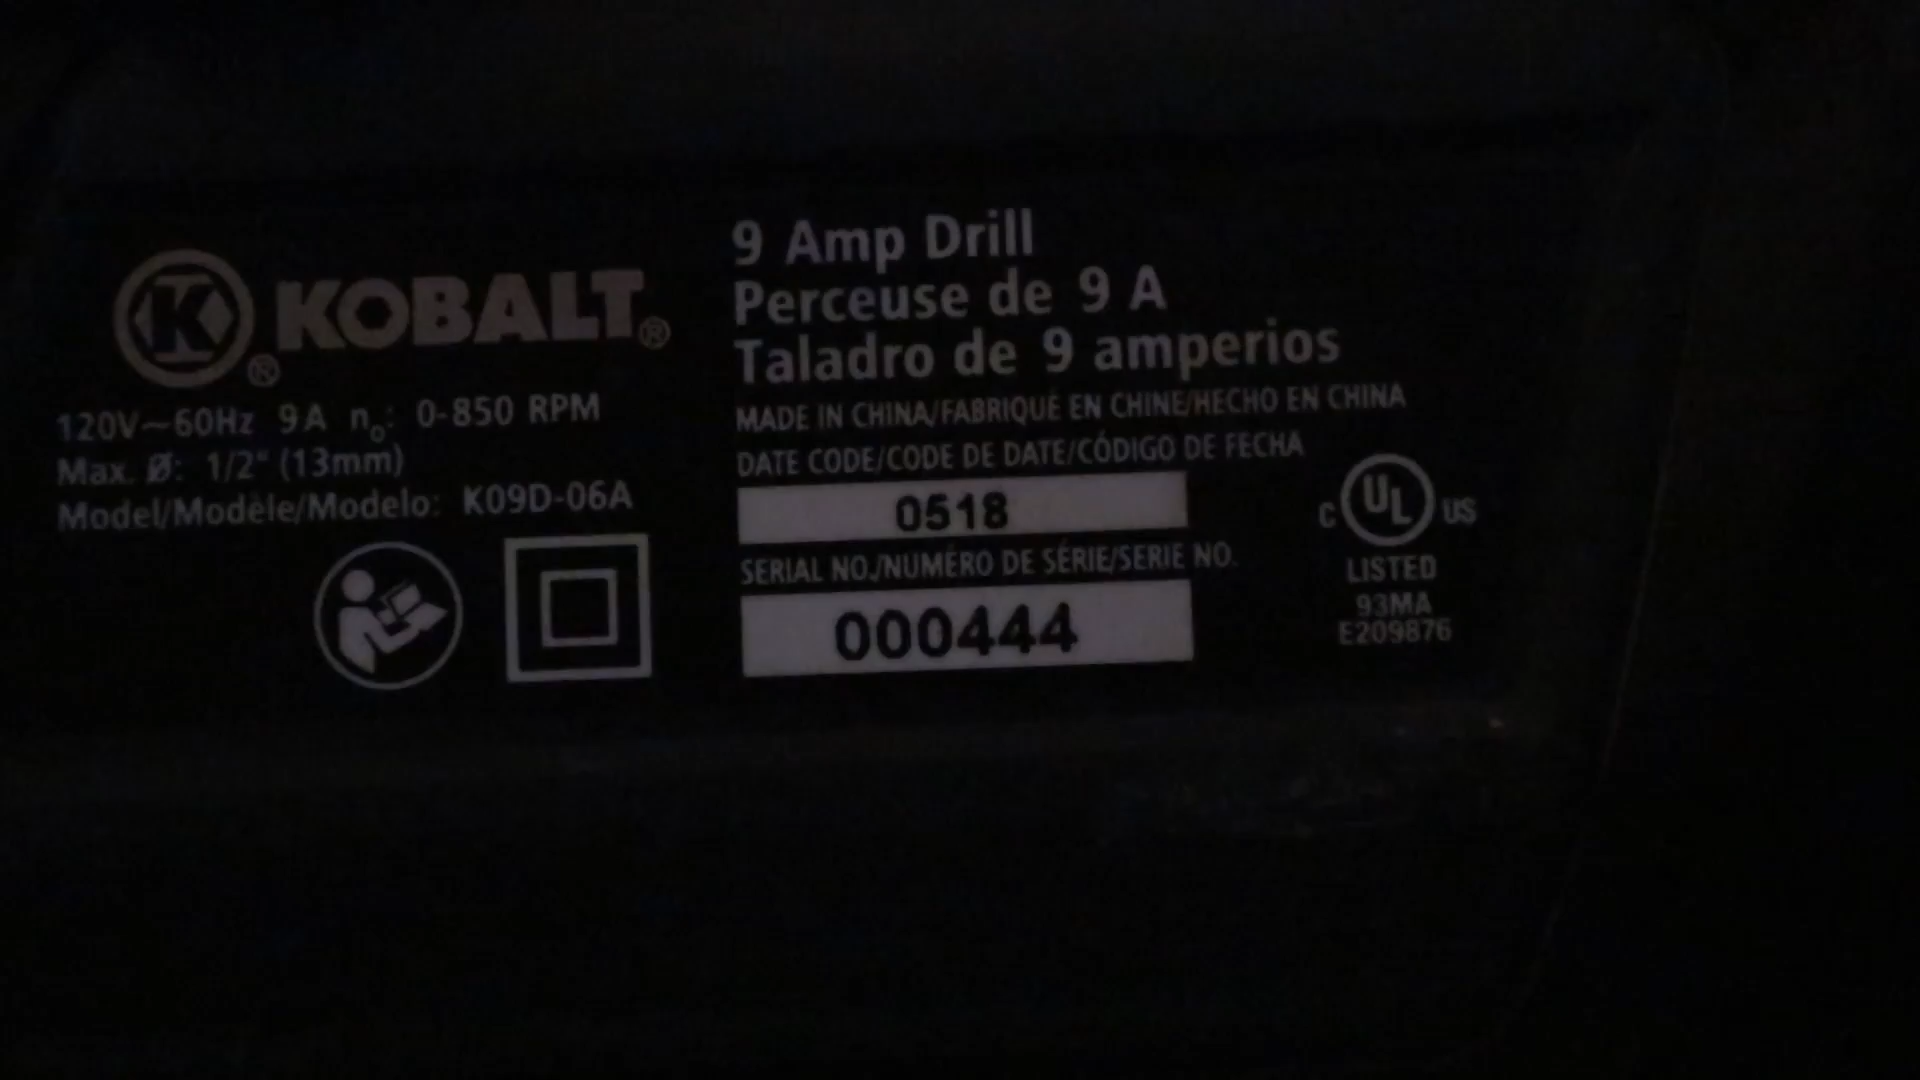 K® KOBALT®
120V~60Hz 9A n₀: 0-850 RPM
Max. Ø: 1/2" (13mm)
Model/Modèle/Modelo: K09D-06A
9 Amp Drill
Perceuse de 9 A
Taladro de 9 amperios
MADE IN CHINA/FABRIQUÉ EN CHINE/HECHO EN CHINA
DATE CODE/CODE DE DATE/CÓDIGO DE FECHA
0518
SERIAL NO./NUMÉRO DE SÉRIE/SERIE NO.
000444
C UL US
LISTED
93MA
E209876